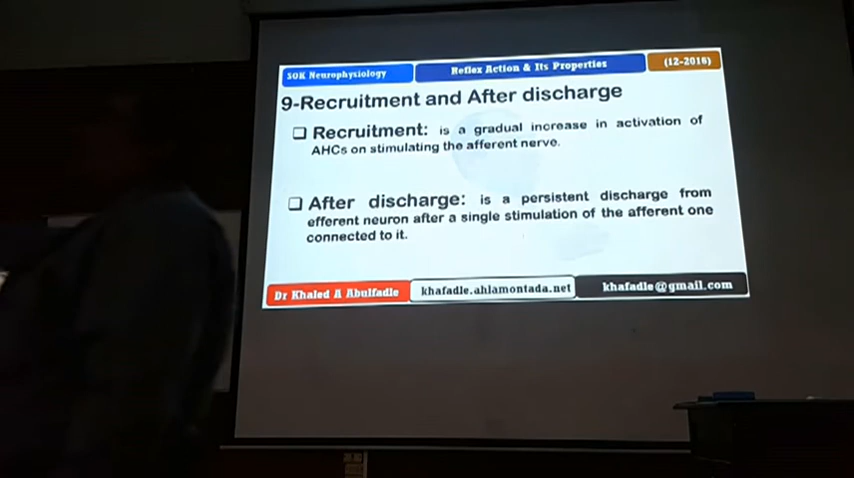 SOK Neurophysiology
Reflex Action & Its Properties
(12-2016)
9-Recruitment and After discharge
❑ Recruitment: is a gradual increase in activation of
AHCs on stimulating the afferent nerve.
❑ After discharge: is a persistent discharge from
efferent neuron after a single stimulation of the afferent one
connected to it.
Dr Khaled A Abulfadle
khafadle.ahlamontada.net
khafadle@gmail.com